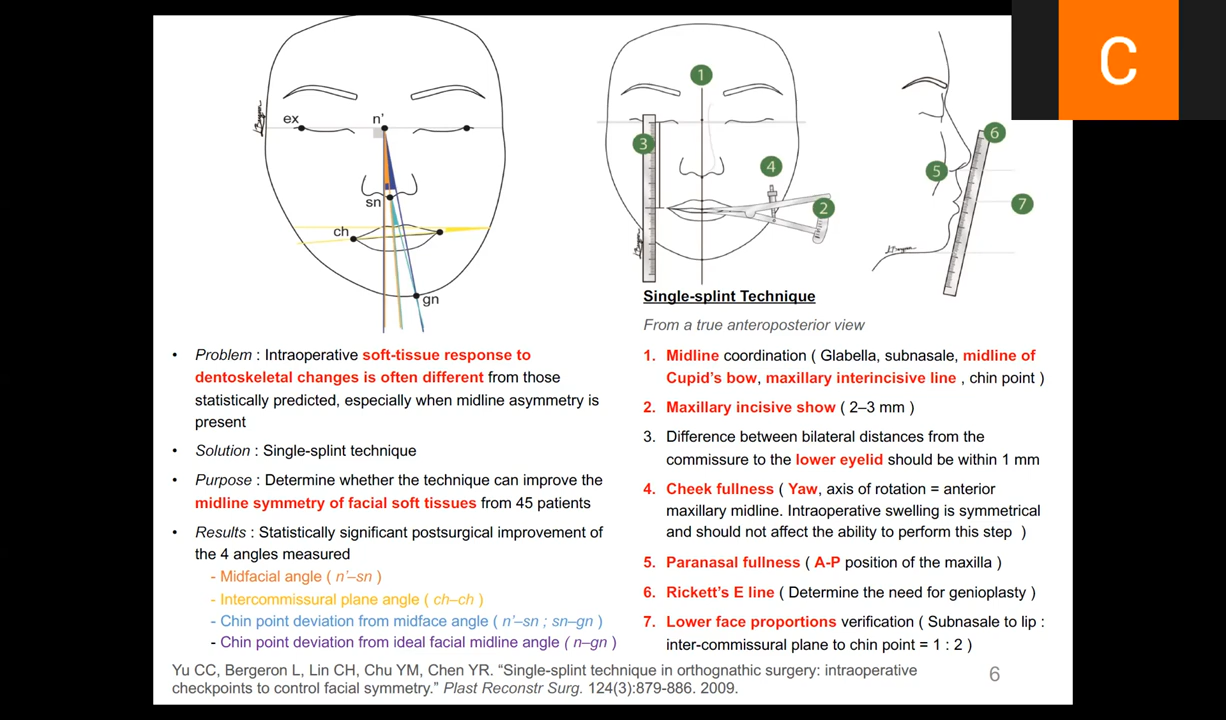 ex
n'
sn
ch
gn
1
2
3
4
5
6
7
C
• Problem : Intraoperative soft-tissue response to
dentoskeletal changes is often different from those
statistically predicted, especially when midline asymmetry is
present
• Solution : Single-splint technique
• Purpose : Determine whether the technique can improve the
midline symmetry of facial soft tissues from 45 patients
• Results : Statistically significant postsurgical improvement of
the 4 angles measured
- Midfacial angle ( n'–sn )
- Intercommissural plane angle ( ch–ch )
- Chin point deviation from midface angle ( n'–sn ; sn–gn )
- Chin point deviation from ideal facial midline angle ( n–gn )
Single-splint Technique
From a true anteroposterior view
1. Midline coordination ( Glabella, subnasale, midline of
Cupid's bow, maxillary interincisive line , chin point )
2. Maxillary incisive show ( 2–3 mm )
3. Difference between bilateral distances from the
commissure to the lower eyelid should be within 1 mm
4. Cheek fullness ( Yaw, axis of rotation = anterior
maxillary midline. Intraoperative swelling is symmetrical
and should not affect the ability to perform this step )
5. Paranasal fullness ( A-P position of the maxilla )
6. Rickett's E line ( Determine the need for genioplasty )
7. Lower face proportions verification ( Subnasale to lip :
inter-commissural plane to chin point = 1 : 2 )
Yu CC, Bergeron L, Lin CH, Chu YM, Chen YR. “Single-splint technique in orthognathic surgery: intraoperative
checkpoints to control facial symmetry.” Plast Reconstr Surg. 124(3):879-886. 2009.
6